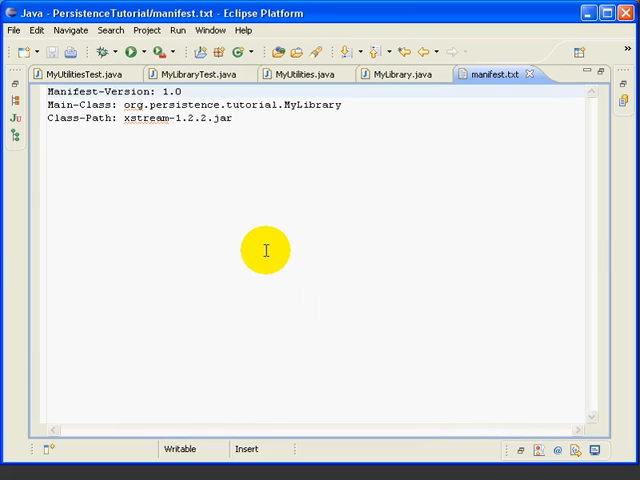 Java - PersistenceTutorial/manifest.txt - Eclipse Platform
File Edit Navigate Search Project Run Window Help
MyUtilitiesTest.java MyLibraryTest.java MyUtilities.java MyLibrary.java manifest.txt
Manifest-Version: 1.0
Main-Class: org.persistence.tutorial.MyLibrary
Class-Path: xstream-1.2.2.jar
Writable Insert